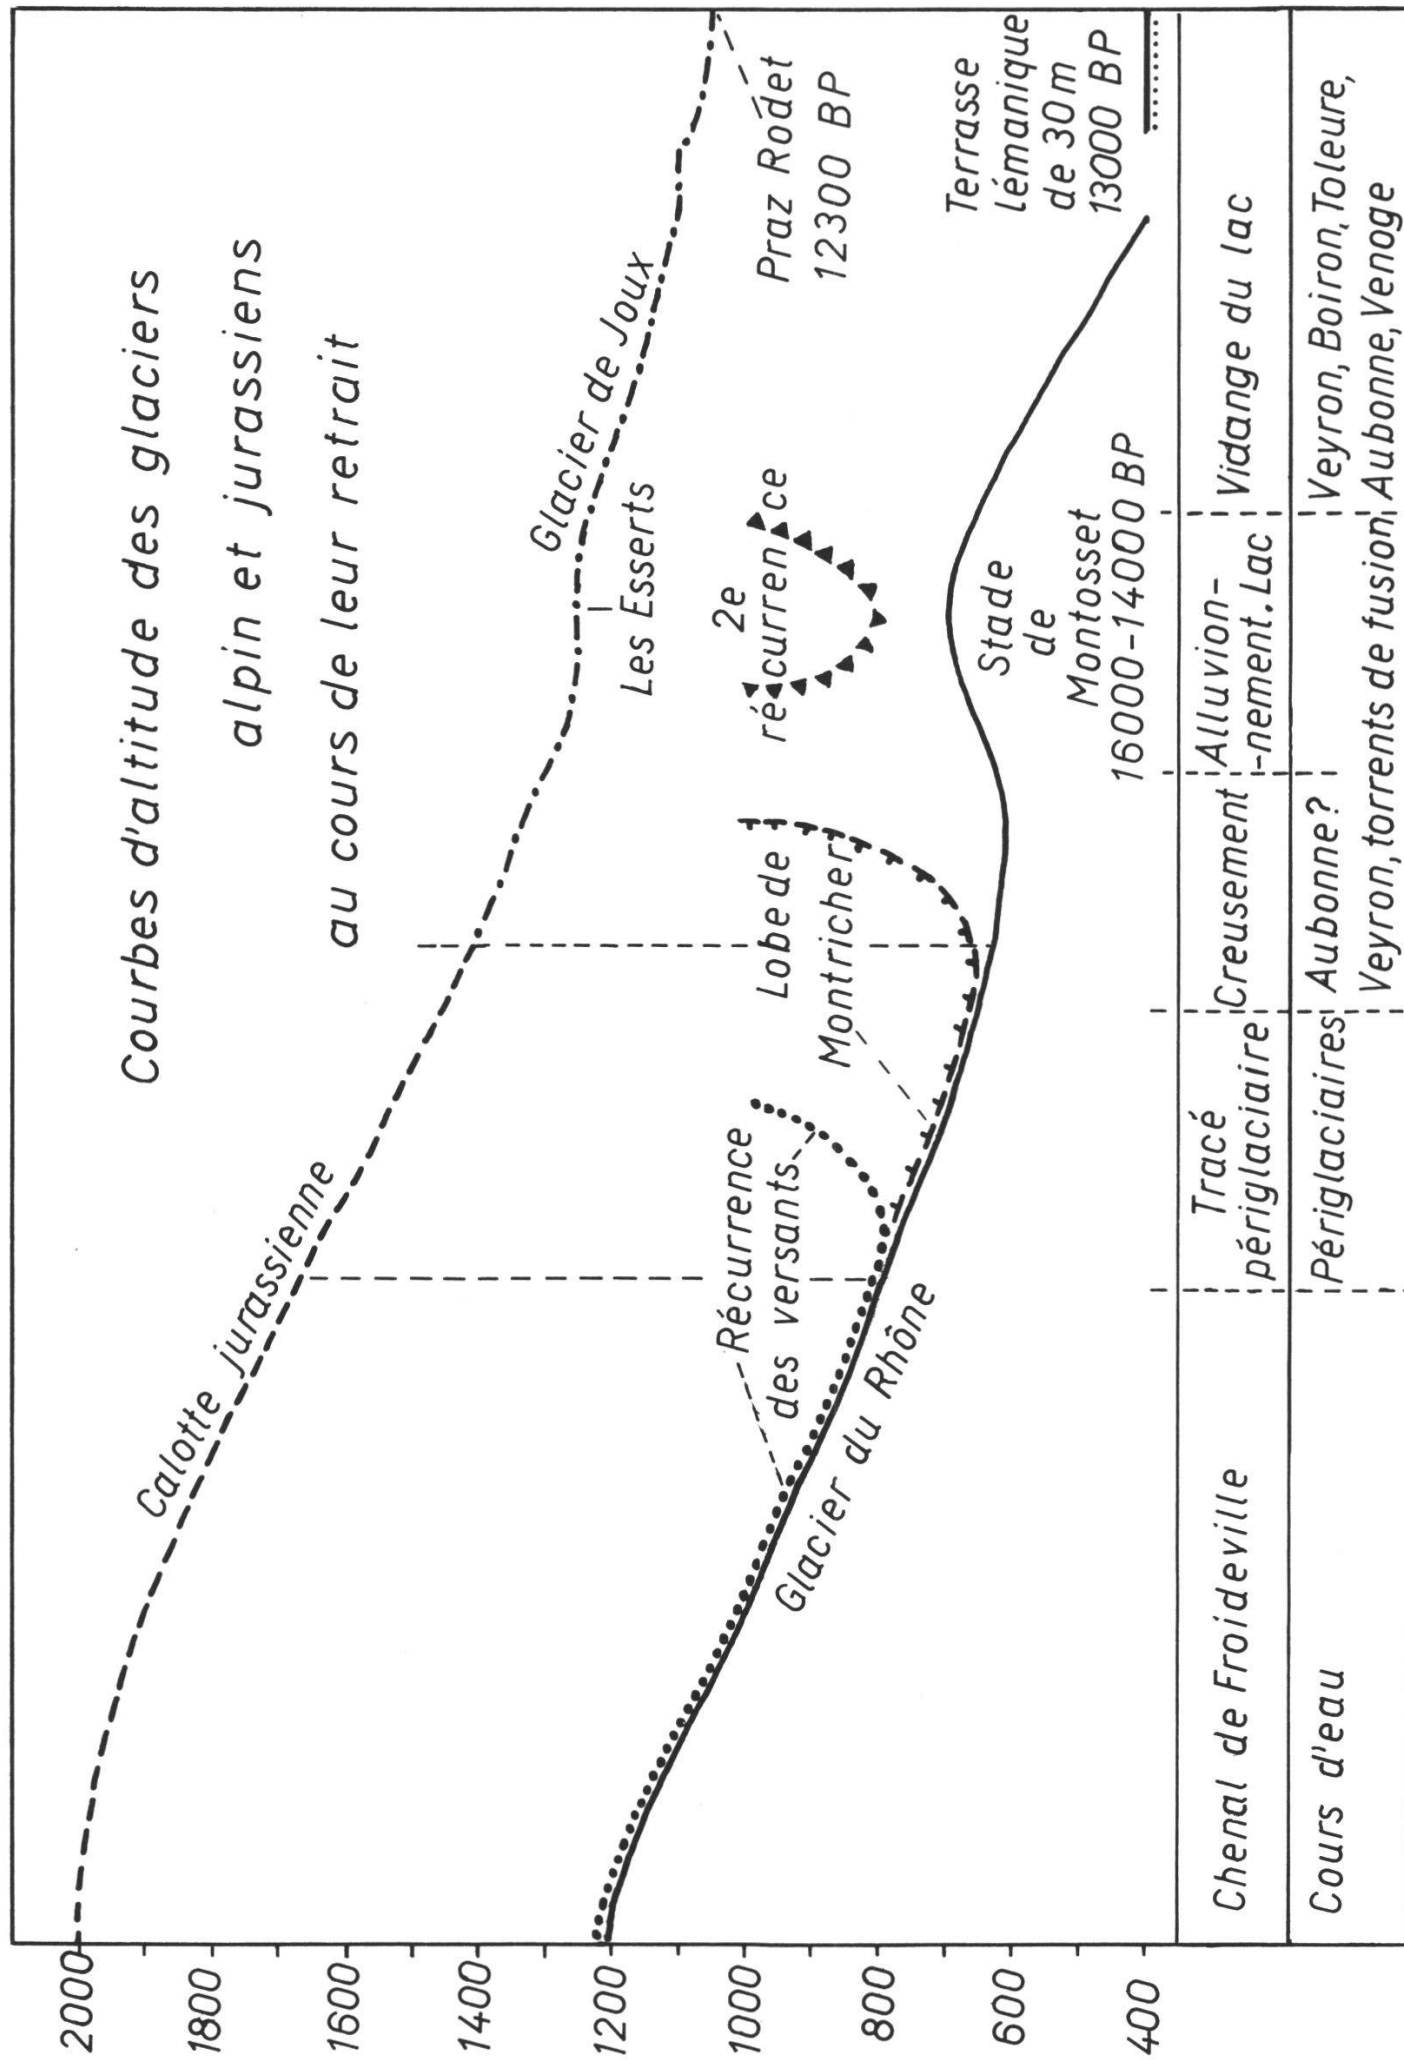 Courbes d'altitude des glaciers
alpin et jurassiens
au cours de leur retrait
2000
1800
1600
1400
1200
1000
800
600
400
Calotte jurassienne
Glacier de Joux
Les Esserts
Praz Rodet
12300 BP
Récurrence
des versants
Lobe de
Montricher
2e
récurrence
Glacier du Rhône
Stade
de
Montosset
16000-14000 BP
Terrasse
lémanique
de 30m
13000 BP
Chenal de Froideville
Tracé
périglaciaire
Creusement
Alluvion-
-nement. Lac
Vidange du lac
Cours d'eau
Périglaciaires
Aubonne?
Veyron, torrents de fusion
Veyron, Boiron, Toleure,
Aubonne, Venoge